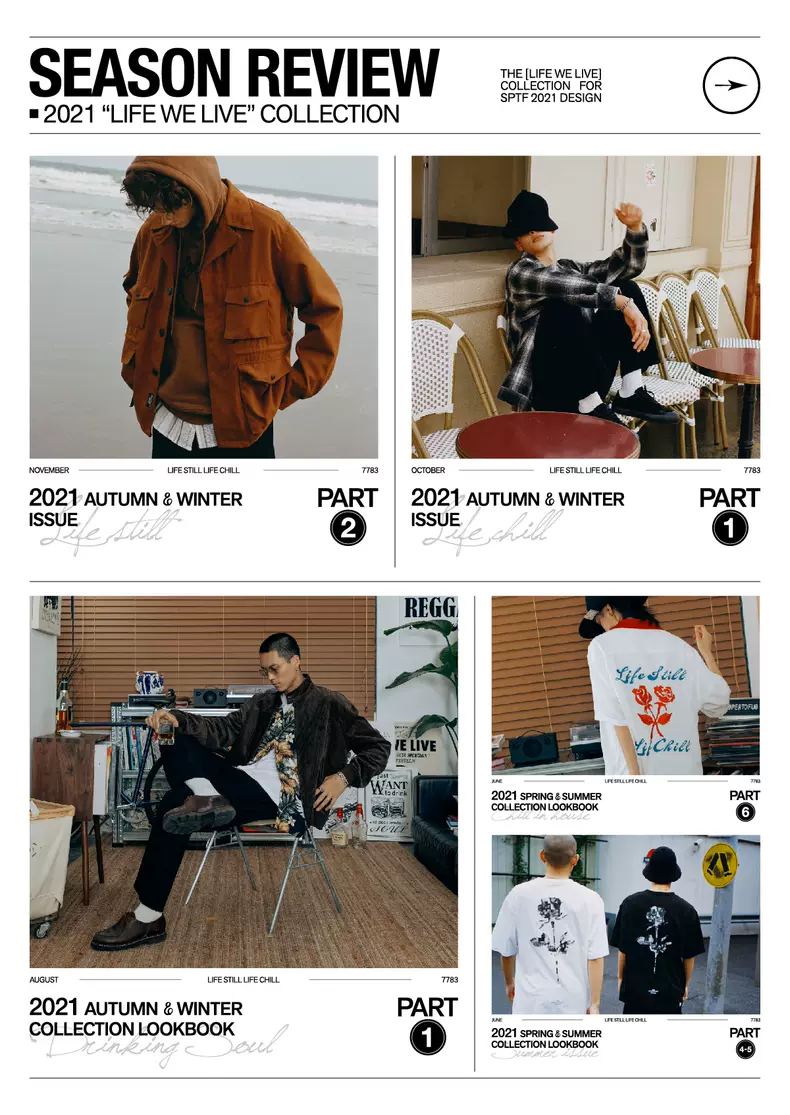 SEASON REVIEW
2021 “LIFE WE LIVE” COLLECTION
THE [LIFE WE LIVE]
COLLECTION FOR
SPTF 2021 DESIGN
NOVEMBER LIFE STILL LIFE CHILL 7783
2021 AUTUMN & WINTER
ISSUE
Life still
PART
2
OCTOBER LIFE STILL LIFE CHILL 7783
2021 AUTUMN & WINTER
ISSUE
Life chill
PART
1
REGGA
WE LIVE
just
WANT
to drink
SOUL
AUGUST LIFE STILL LIFE CHILL 7783
2021 AUTUMN & WINTER
COLLECTION LOOKBOOK
Drinking Soul
PART
1
Life Still
Life Chill
JUNE LIFE STILL LIFE CHILL 7783
2021 SPRING & SUMMER
COLLECTION LOOKBOOK
Chill in house
PART
6
JUNE LIFE STILL LIFE CHILL 7783
2021 SPRING & SUMMER
COLLECTION LOOKBOOK
Summer issue
PART
4-5